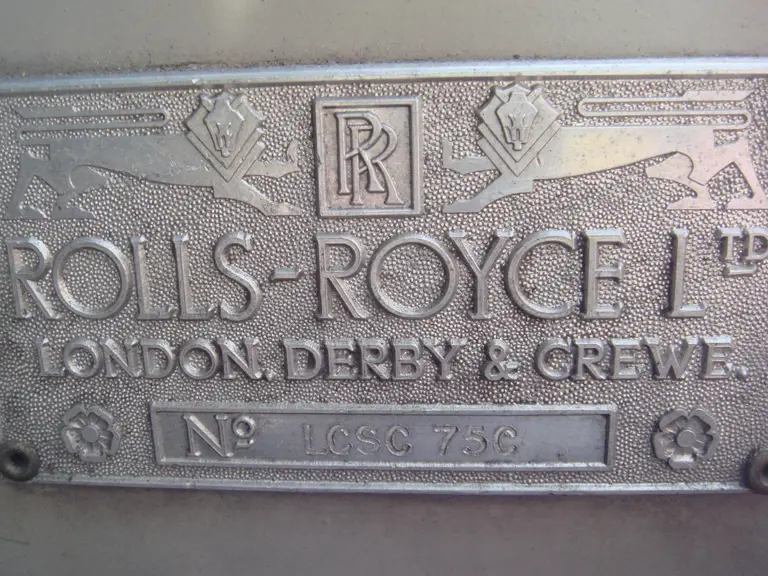 RR
ROLLS-ROYCE LTD
LONDON, DERBY & CREWE.
Nº LCSC 75C